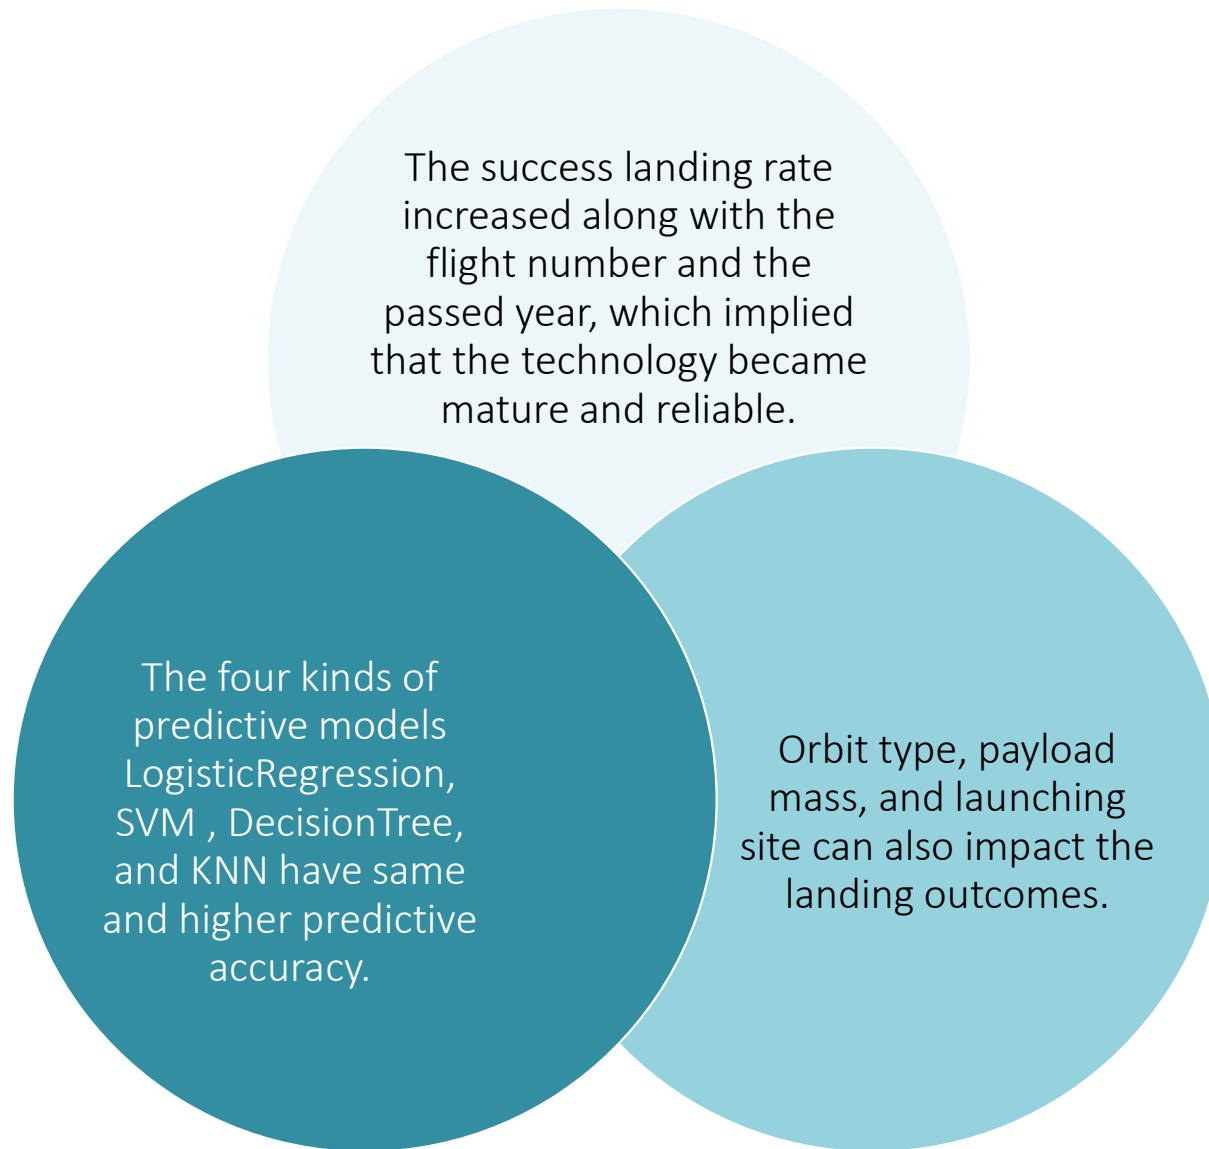 The success landing rate
increased along with the
flight number and the
passed year, which implied
that the technology became
mature and reliable.
The four kinds of
predictive models
LogisticRegression,
SVM , DecisionTree,
and KNN have same
and higher predictive
accuracy.
Orbit type, payload
mass, and launching
site can also impact the
landing outcomes.